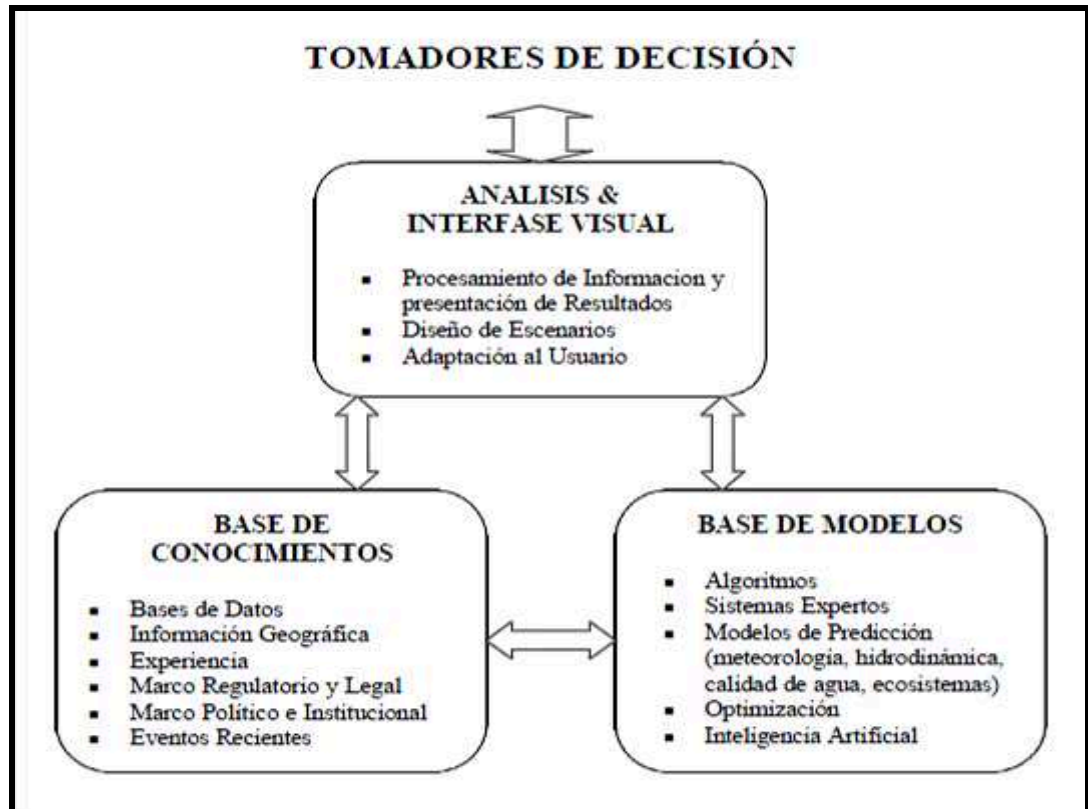 TOMADORES DE DECISIÓN
ANALISIS &
INTERFASE VISUAL
▪ Procesamiento de Informacion y
presentación de Resultados
▪ Diseño de Escenarios
▪ Adaptación al Usuario
BASE DE
CONOCIMIENTOS
▪ Bases de Datos
▪ Información Geográfica
▪ Experiencia
▪ Marco Regulatorio y Legal
▪ Marco Político e Institucional
▪ Eventos Recientes
BASE DE MODELOS
▪ Algoritmos
▪ Sistemas Expertos
▪ Modelos de Predicción
(meteorología, hidrodinámica,
calidad de agua, ecosistemas)
▪ Optimización
▪ Inteligencia Artificial